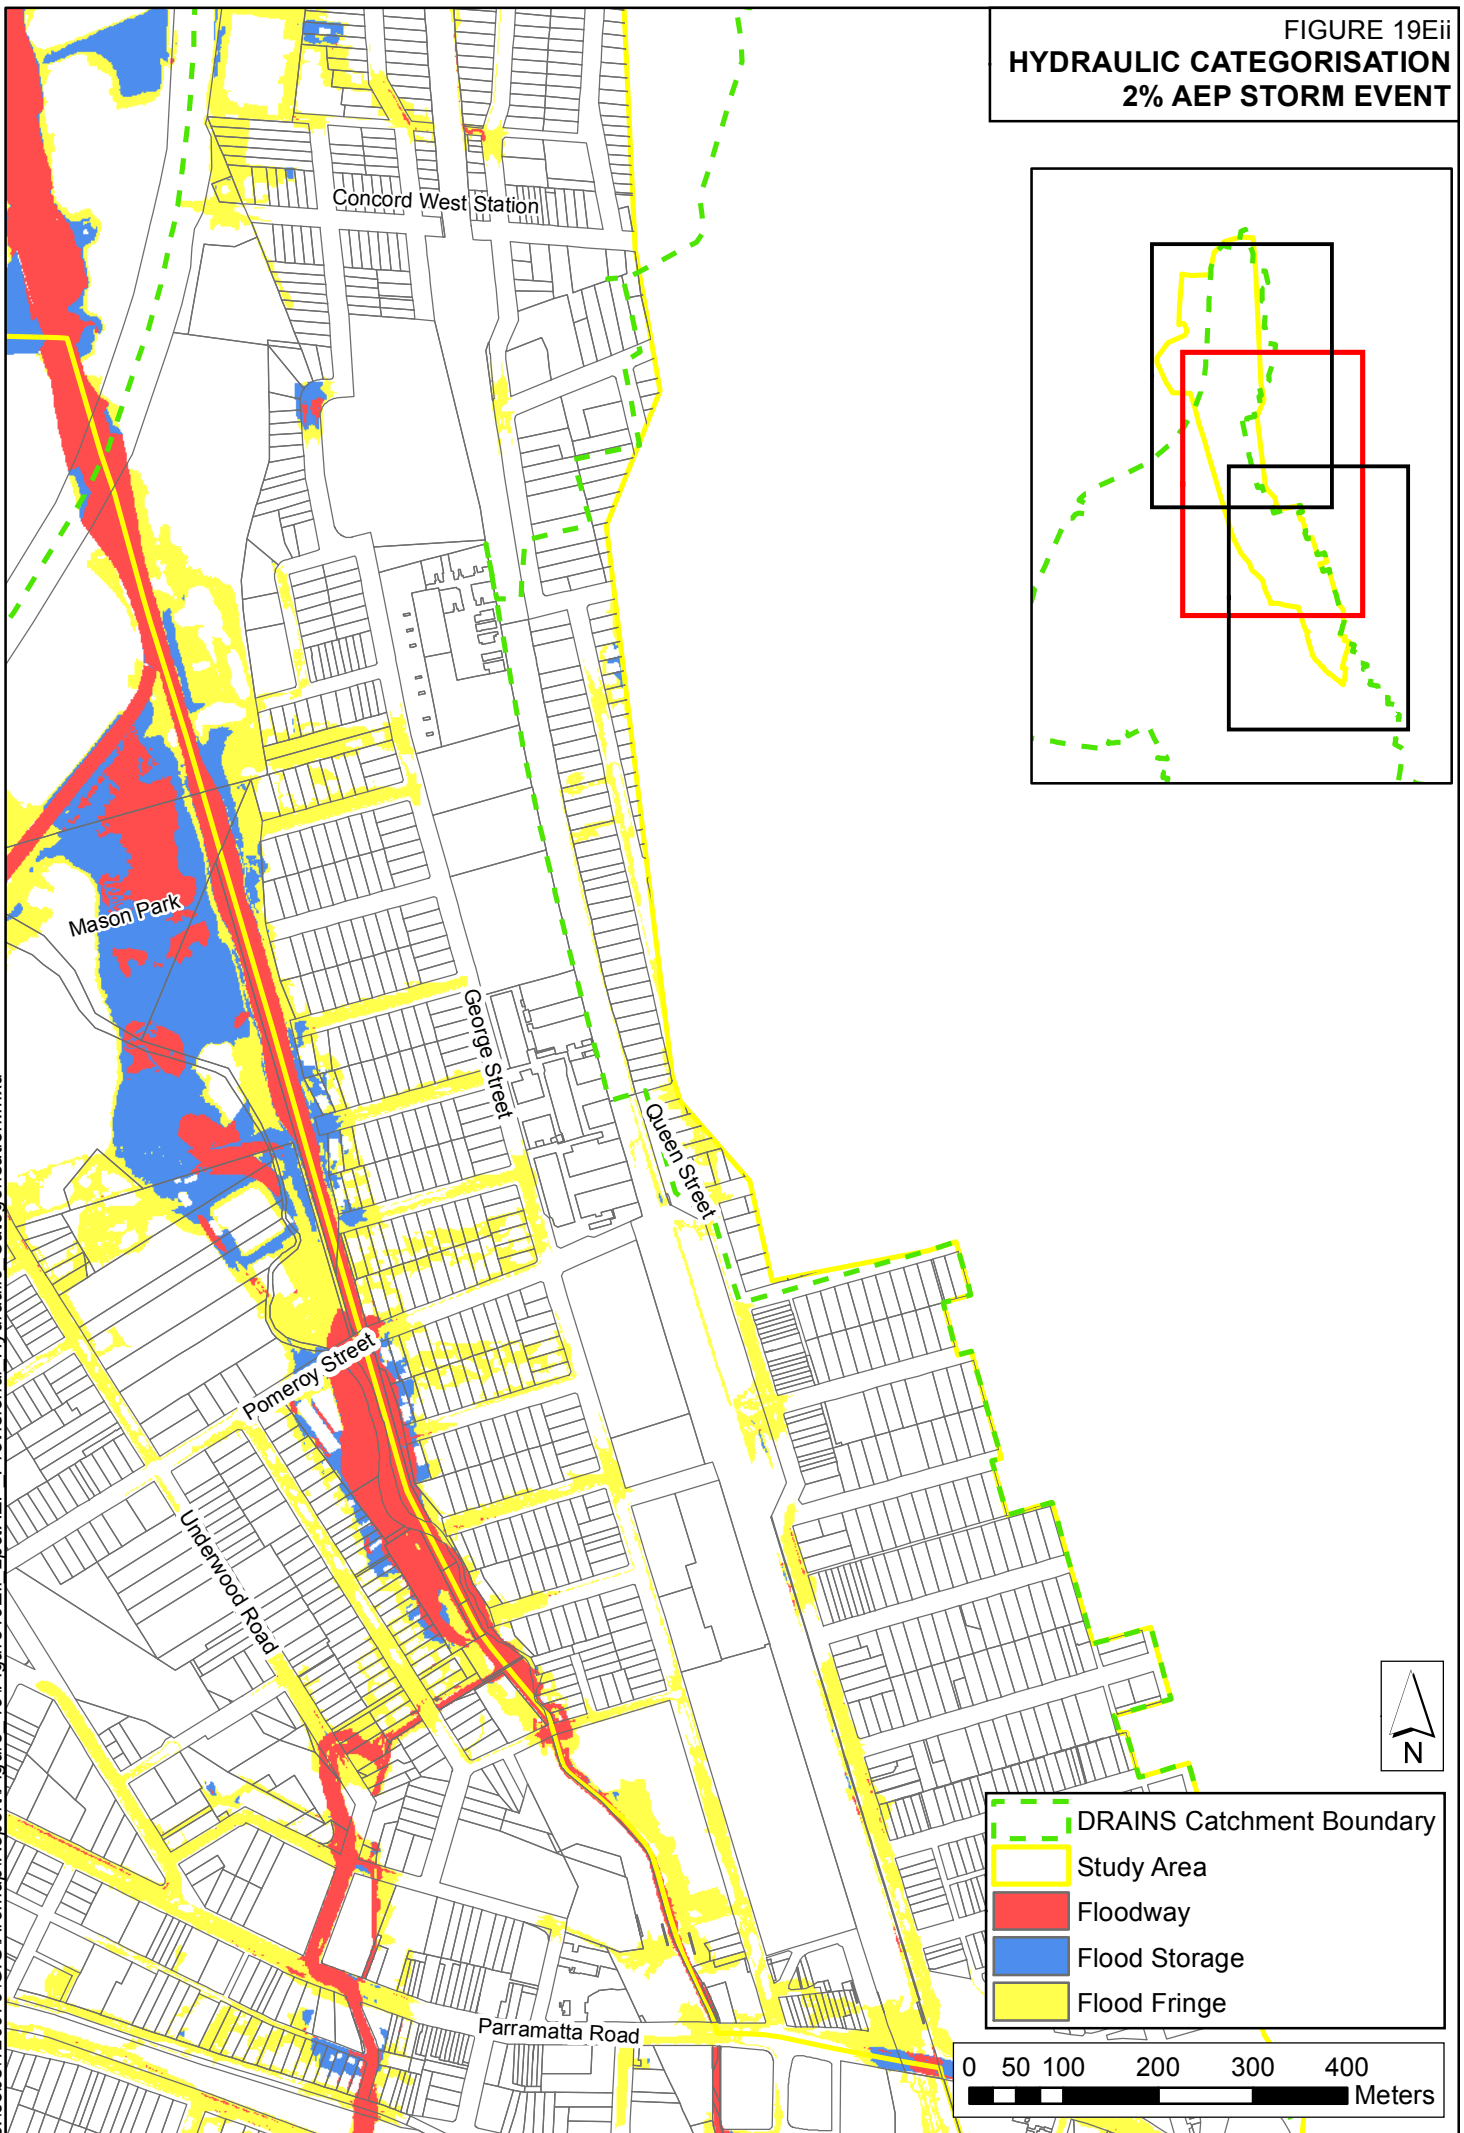 FIGURE 19Eii
HYDRAULIC CATEGORISATION
2% AEP STORM EVENT
Concord West Station
Mason Park
George Street
Queen Street
Pomeroy Street
Underwood Road
Parramatta Road
N
DRAINS Catchment Boundary
Study Area
Floodway
Flood Storage
Flood Fringe
0 50 100 200 300 400
Meters